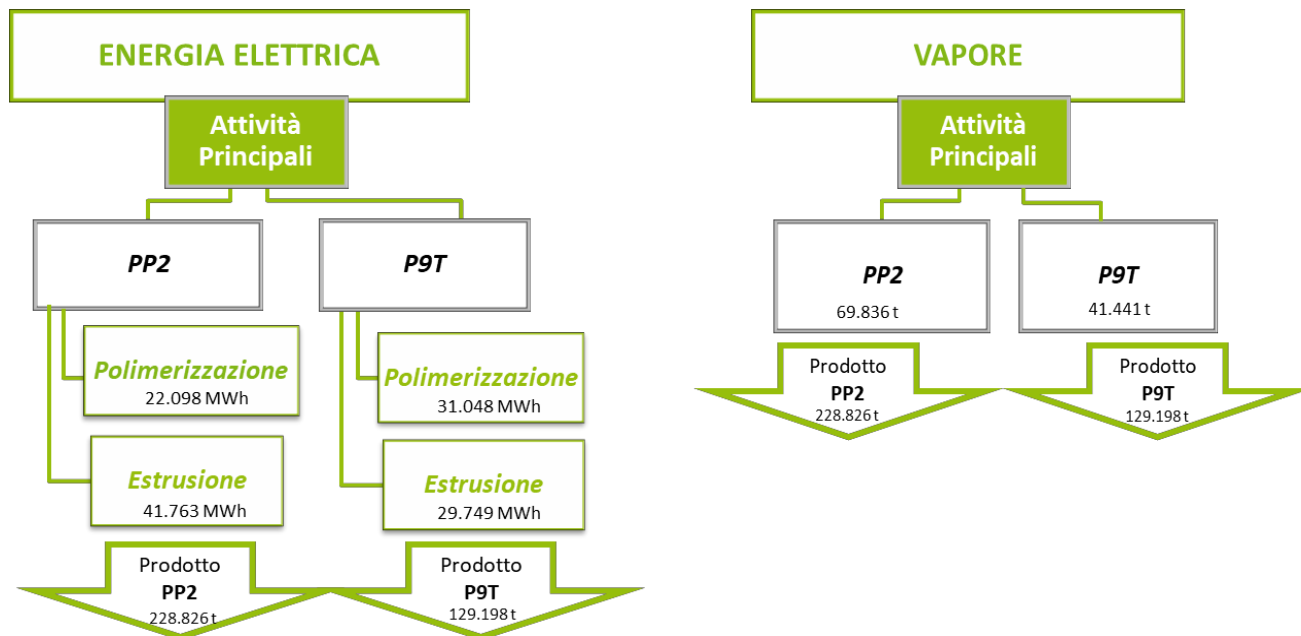 ENERGIA ELETTRICA
Attività
Principali
PP2
P9T
Polimerizzazione
22.098 MWh
Polimerizzazione
31.048 MWh
Estrusione
41.763 MWh
Estrusione
29.749 MWh
Prodotto
PP2
228.826 t
Prodotto
P9T
129.198 t
VAPORE
Attività
Principali
PP2
69.836 t
P9T
41.441 t
Prodotto
PP2
228.826 t
Prodotto
P9T
129.198 t